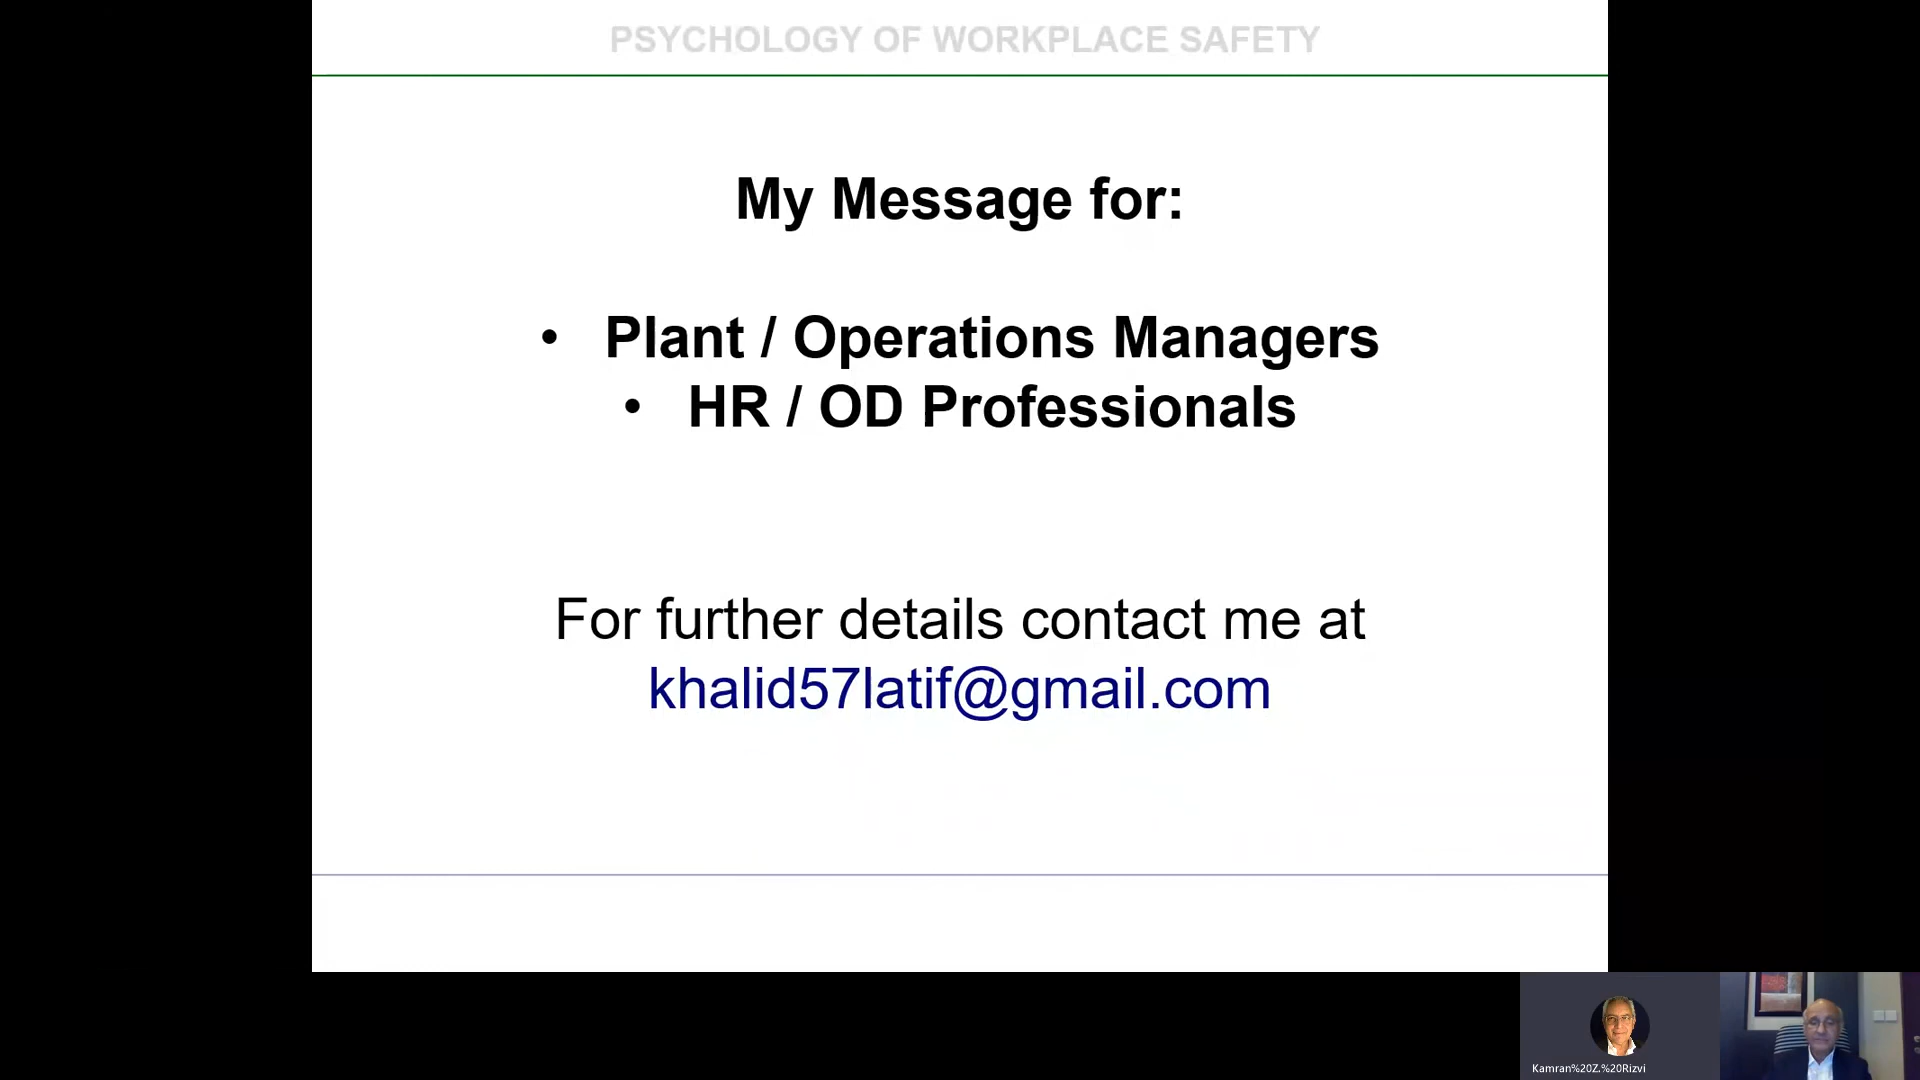 PSYCHOLOGY OF WORKPLACE SAFETY
My Message for:
• Plant / Operations Managers
• HR / OD Professionals
For further details contact me at
khalid57latif@gmail.com
Kamran%20Z.%20Rizvi